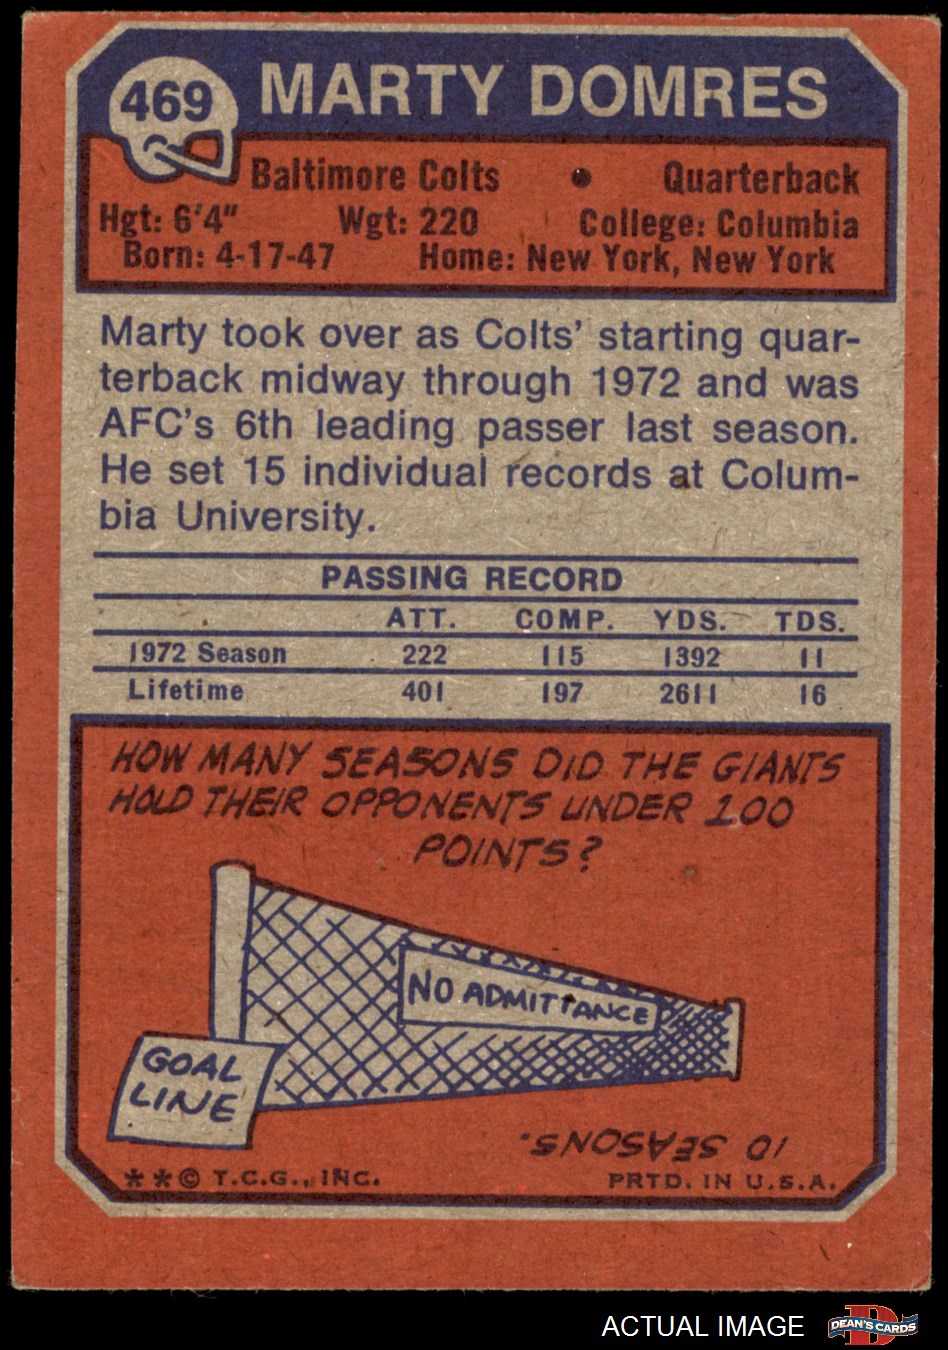 469 MARTY DOMRES
Baltimore Colts • Quarterback
Hgt: 6'4" Wgt: 220 College: Columbia
Born: 4-17-47 Home: New York, New York
Marty took over as Colts' starting quar-
terback midway through 1972 and was
AFC's 6th leading passer last season.
He set 15 individual records at Colum-
bia University.
PASSING RECORD
ATT. COMP. YDS. TDS.
1972 Season 222 115 1392 11
Lifetime 401 197 2611 16
HOW MANY SEASONS DID THE GIANTS
HOLD THEIR OPPONENTS UNDER 100
POINTS?
NO ADMITTANCE
GOAL
LINE
10 SEASONS.
**© T.C.G., INC. PRTD. IN U.S.A.
ACTUAL IMAGE DEAN'S CARDS